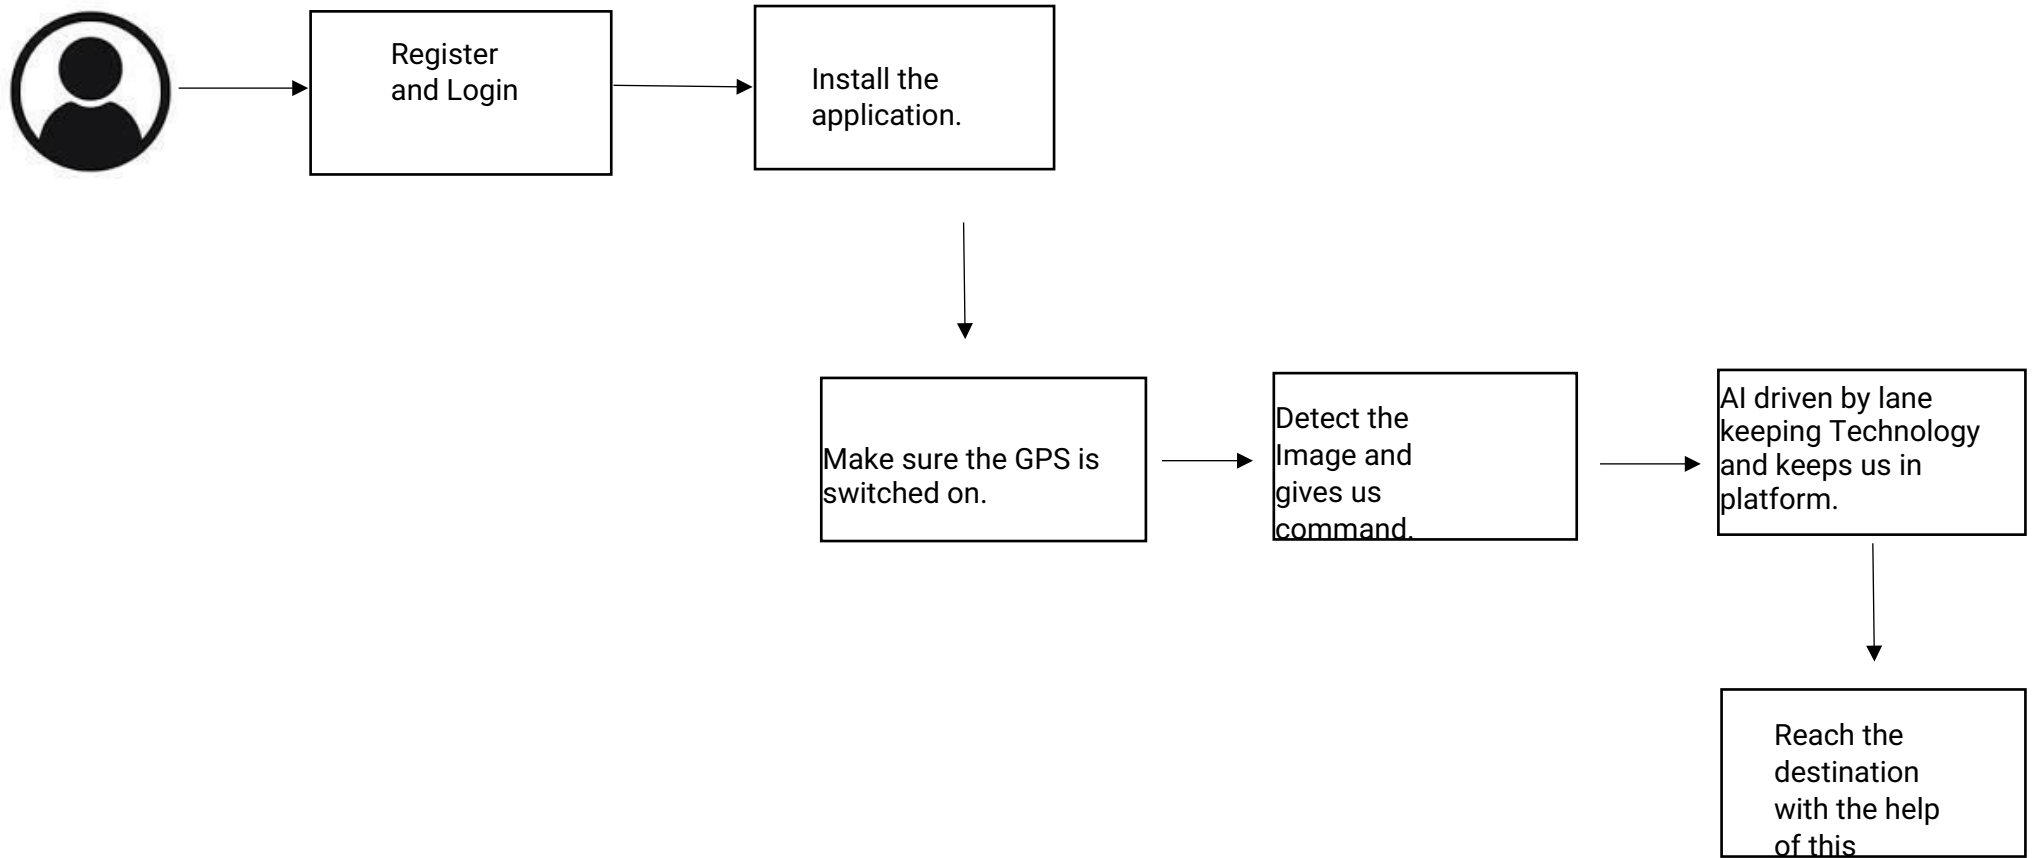 Register
and Login
Install the
application.
Make sure the GPS is
switched on.
Detect the
Image and
gives us
command.
AI driven by lane
keeping Technology
and keeps us in
platform.
Reach the
destination
with the help
of this